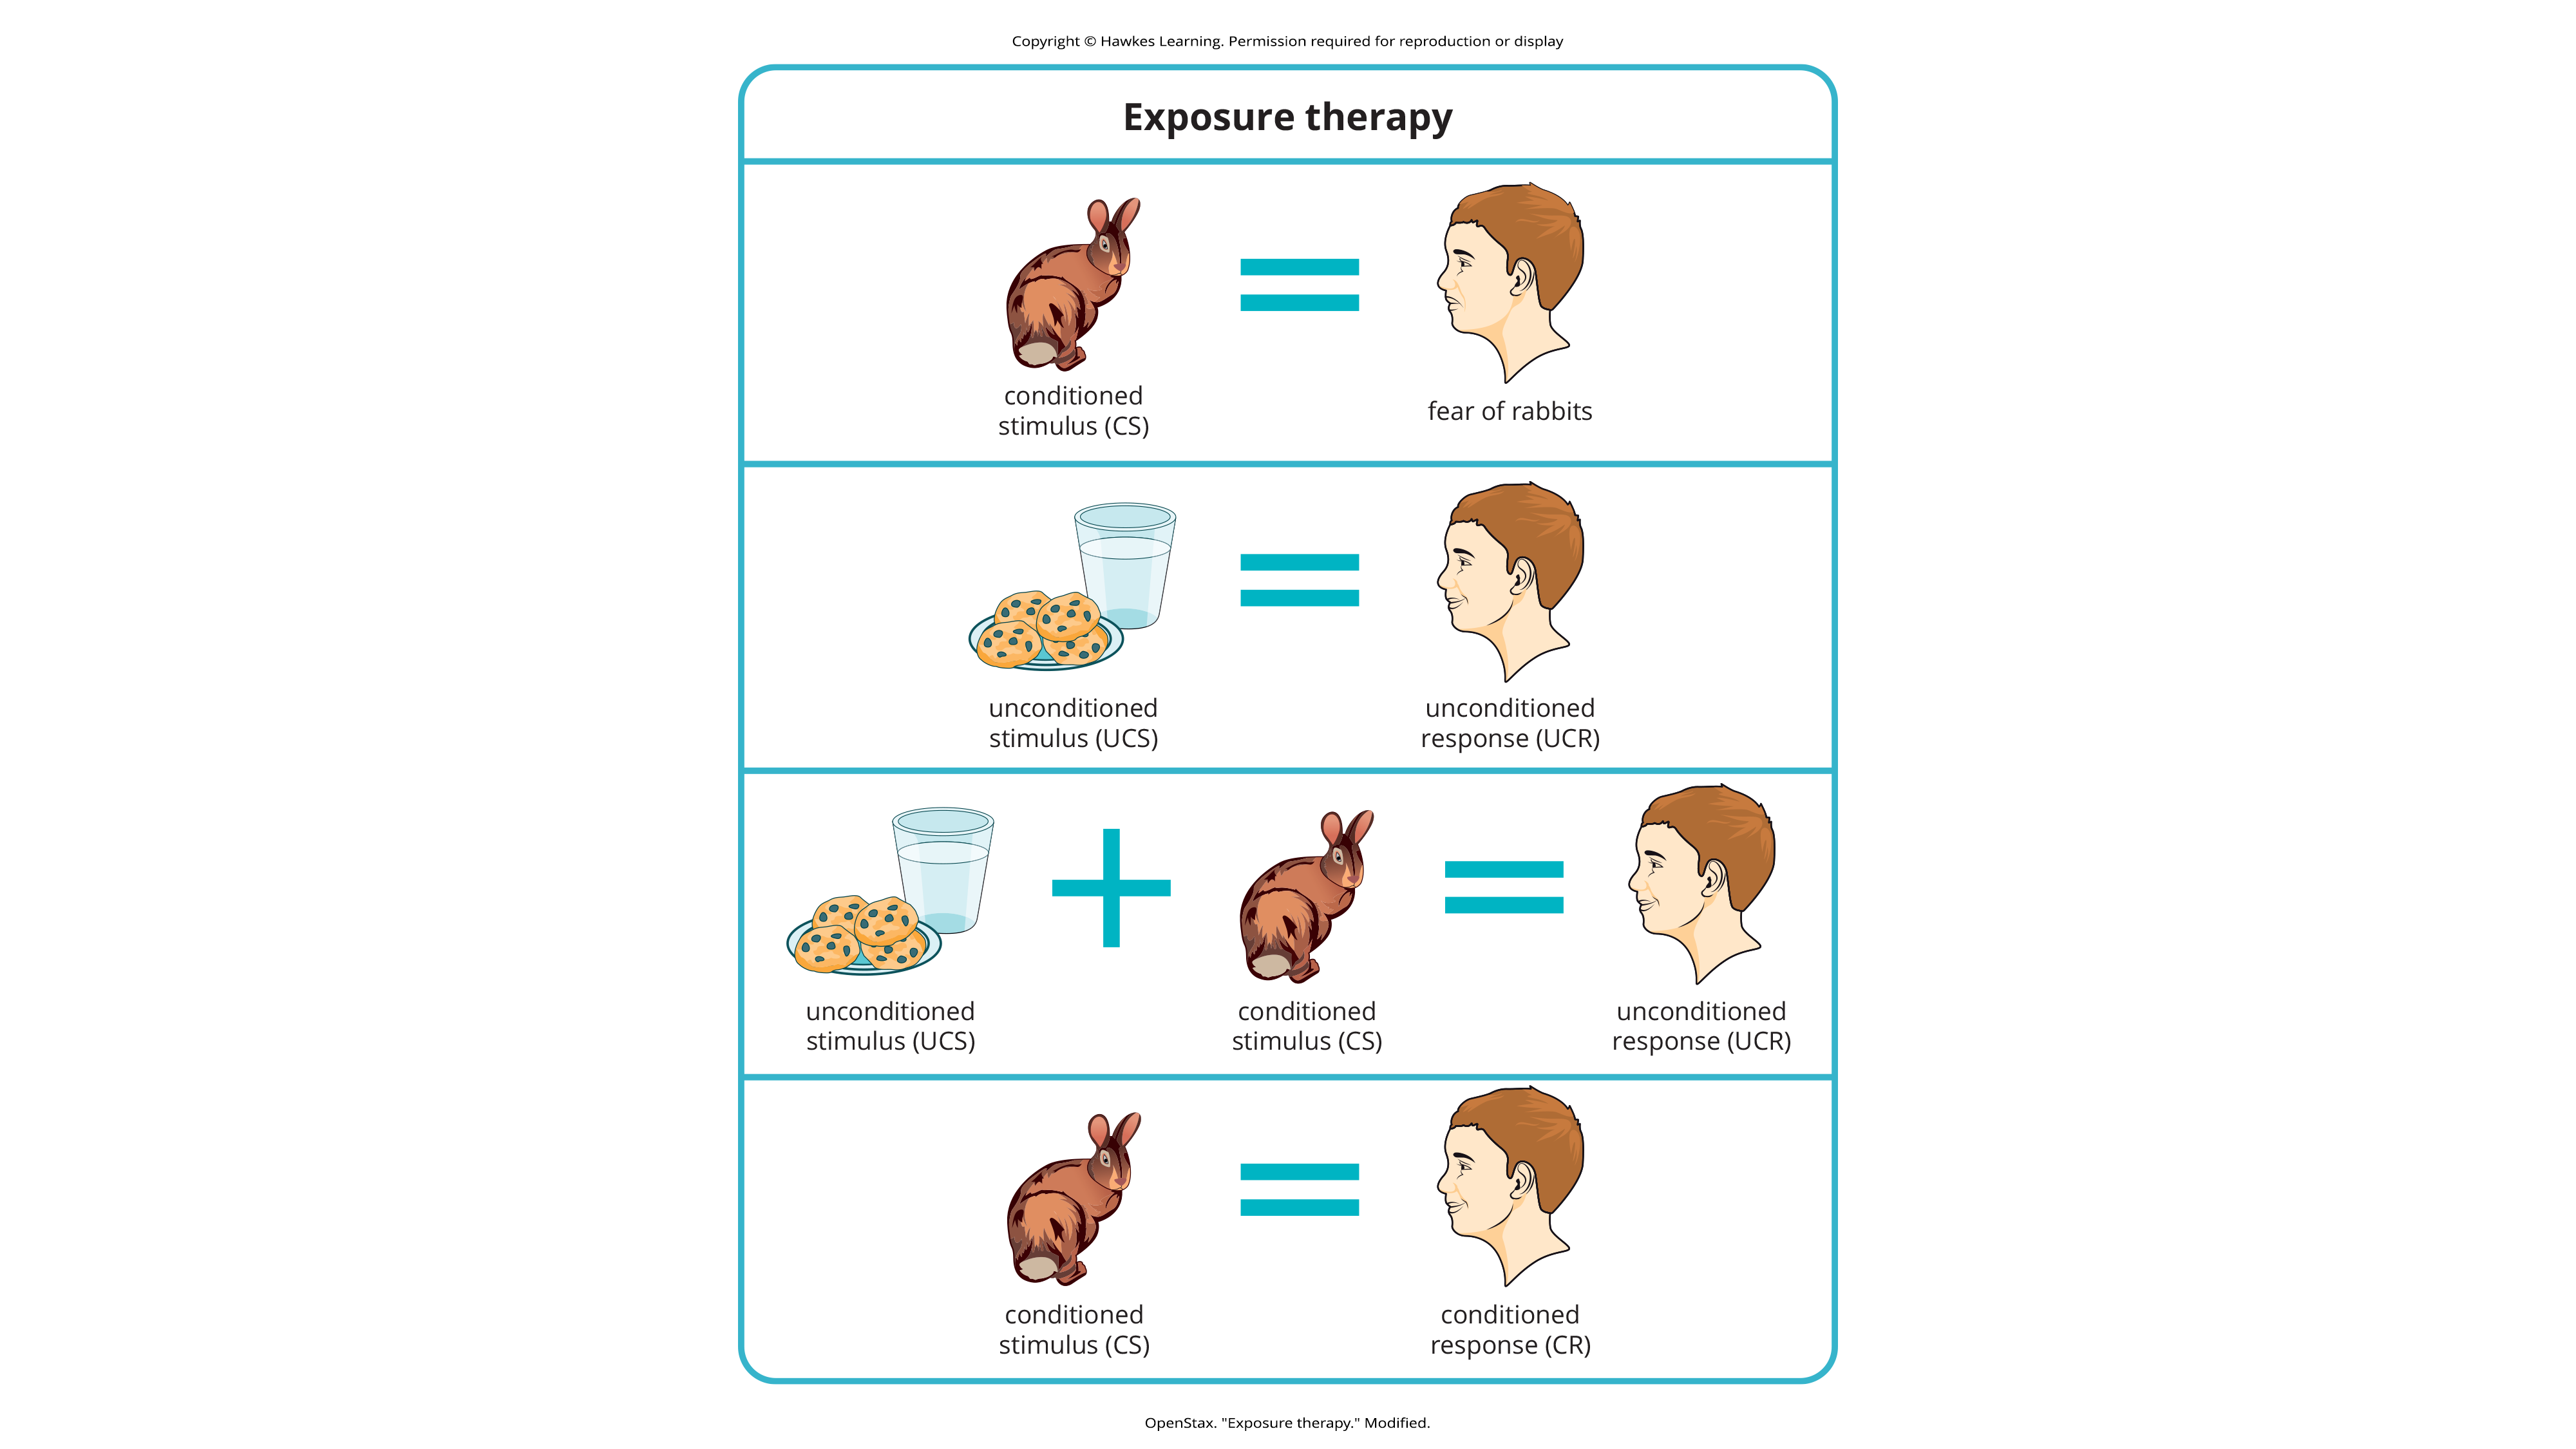 Copyright © Hawkes Learning. Permission required for reproduction or display
Exposure therapy
conditioned
stimulus (CS)
fear of rabbits
unconditioned
stimulus (UCS)
unconditioned
response (UCR)
unconditioned
stimulus (UCS)
conditioned
stimulus (CS)
unconditioned
response (UCR)
conditioned
stimulus (CS)
conditioned
response (CR)
OpenStax. "Exposure therapy." Modified.